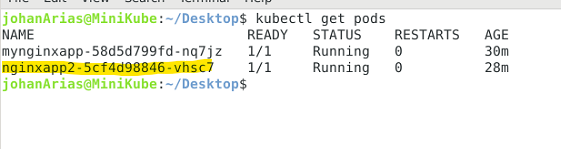 johanArias@MiniKube:~/Desktop$ kubectl get pods
NAME READY STATUS RESTARTS AGE
mynginxapp-58d5d799fd-nq7jz 1/1 Running 0 30m
nginxapp2-5cf4d98846-vhsc7 1/1 Running 0 28m
johanArias@MiniKube:~/Desktop$